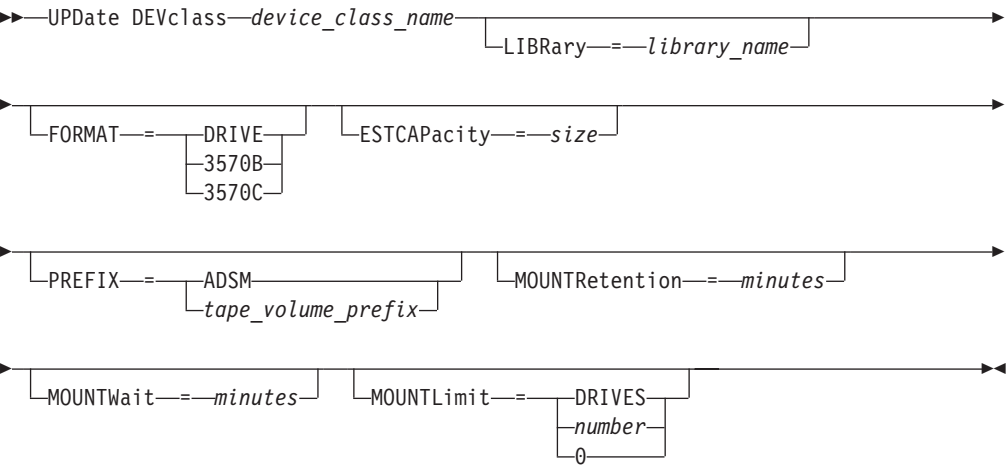 UPDate DEVclass device_class_name
LIBRary = library_name
FORMAT = DRIVE
3570B
3570C
ESTCAPacity = size
PREFIX = ADSM
tape_volume_prefix
MOUNTRetention = minutes
MOUNTWait = minutes
MOUNTLimit = DRIVES
number
0